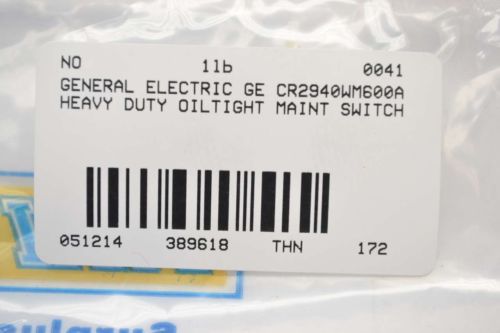 NO 1lb 0041
GENERAL ELECTRIC GE CR2940WM600A
HEAVY DUTY OILTIGHT MAINT SWITCH
051214 389618 THN 172